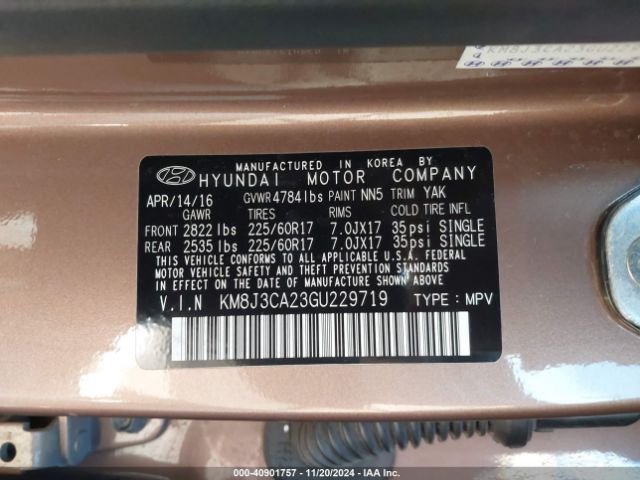 KM8J3CA23GU22
MANUFACTURED IN KOREA BY
HYUNDAI MOTOR COMPANY
APR/14/16 GVWR4784lbs PAINT NN5 TRIM YAK
GAWR TIRES RIMS COLD TIRE INFL
FRONT 2822 lbs 225/60R17 7.0JX17 35psi SINGLE
REAR 2535 lbs 225/60R17 7.0JX17 35psi SINGLE
THIS VEHICLE CONFORMS TO ALL APPLICABLE U.S.A. FEDERAL
MOTOR VEHICLE SAFETY, BUMPER, AND THEFT PREVENTION STANDARDS
IN EFFECT ON THE DATE OF MANUFACTURE SHOWN ABOVE.
V.I.N KM8J3CA23GU229719 TYPE : MPV
000-40901757 - 11/20/2024 - IAA Inc.